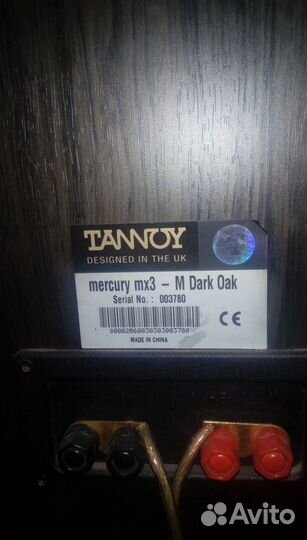 TANNOY
DESIGNED IN THE UK
mercury mx3 - M Dark Oak
Serial No. : 003780
00002060030303003780
MADE IN CHINA
CE
Avito